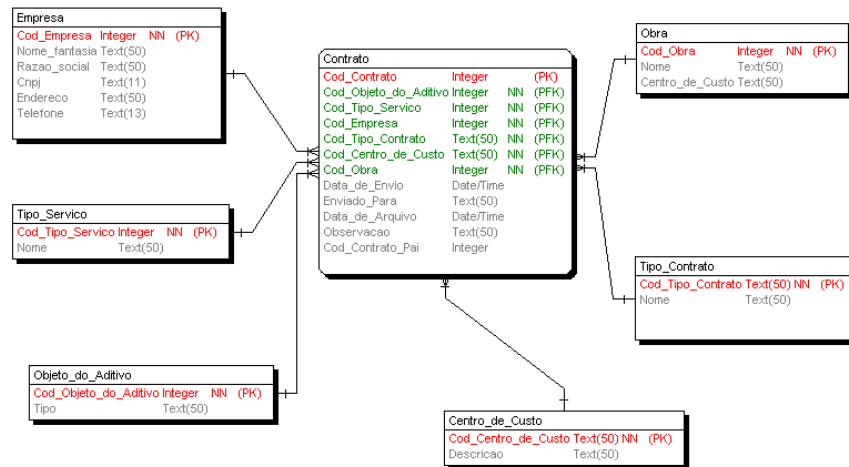 Empresa
Cod_Empresa Integer NN (PK)
Nome_fantasia Text(50)
Razao_social Text(50)
Cnpj Text(11)
Endereco Text(50)
Telefone Text(13)
Contrato
Cod_Contrato Integer (PK)
Cod_Objeto_do_Aditivo Integer NN (PFK)
Cod_Tipo_Servico Integer NN (PFK)
Cod_Empresa Integer NN (PFK)
Cod_Tipo_Contrato Text(50) NN (PFK)
Cod_Centro_de_Custo Text(50) NN (PFK)
Cod_Obra Integer NN (PFK)
Data_de_Envio Date/Time
Enviado_Para Text(50)
Data_de_Arquivo Date/Time
Observacao Text(50)
Cod_Contrato_Pai Integer
Obra
Cod_Obra Integer NN (PK)
Nome Text(50)
Centro_de_Custo Text(50)
Tipo_Servico
Cod_Tipo_Servico Integer NN (PK)
Nome Text(50)
Tipo_Contrato
Cod_Tipo_Contrato Text(50) NN (PK)
Nome Text(50)
Objeto_do_Aditivo
Cod_Objeto_do_Aditivo Integer NN (PK)
Tipo Text(50)
Centro_de_Custo
Cod_Centro_de_Custo Text(50) NN (PK)
Descricao Text(50)